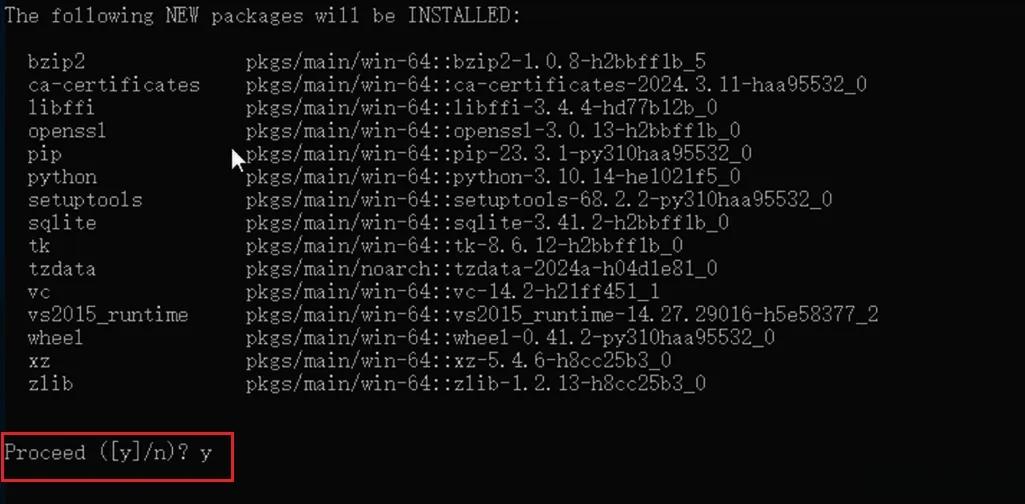 The following NEW packages will be INSTALLED:
bzip2 pkgs/main/win-64::bzip2-1.0.8-h2bbff1b_5
ca-certificates pkgs/main/win-64::ca-certificates-2024.3.11-haa95532_0
libffi pkgs/main/win-64::libffi-3.4.4-hd77b12b_0
openssl pkgs/main/win-64::openssl-3.0.13-h2bbff1b_0
pip pkgs/main/win-64::pip-23.3.1-py310haa95532_0
python pkgs/main/win-64::python-3.10.14-he1021f5_0
setuptools pkgs/main/win-64::setuptools-68.2.2-py310haa95532_0
sqlite pkgs/main/win-64::sqlite-3.41.2-h2bbff1b_0
tk pkgs/main/win-64::tk-8.6.12-h2bbff1b_0
tzdata pkgs/main/noarch::tzdata-2024a-h04d1e81_0
vc pkgs/main/win-64::vc-14.2-h21ff451_1
vs2015_runtime pkgs/main/win-64::vs2015_runtime-14.27.29016-h5e58377_2
wheel pkgs/main/win-64::wheel-0.41.2-py310haa95532_0
xz pkgs/main/win-64::xz-5.4.6-h8cc25b3_0
zlib pkgs/main/win-64::zlib-1.2.13-h8cc25b3_0
Proceed ([y]/n)? y